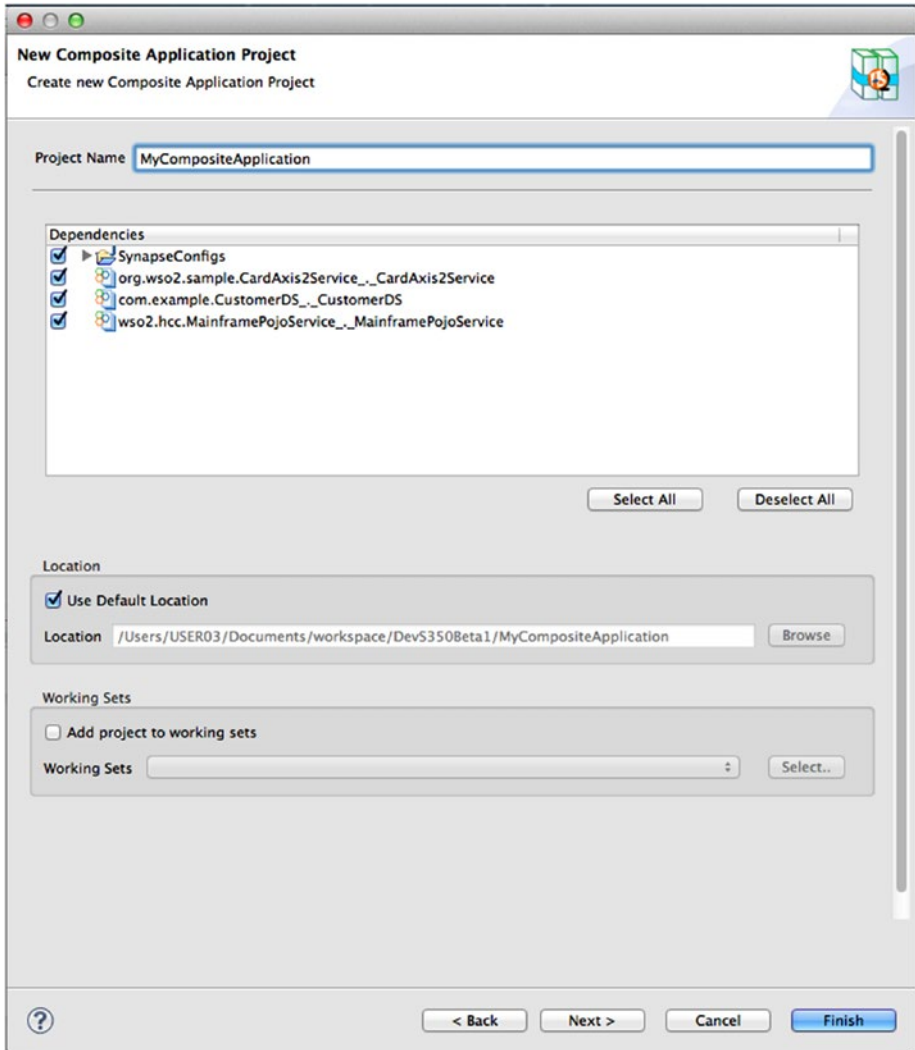 New Composite Application Project
Create new Composite Application Project
Project Name MyCompositeApplication
Dependencies
SynapseConfigs
org.wso2.sample.CardAxis2Service_._CardAxis2Service
com.example.CustomerDS_._CustomerDS
wso2.hcc.MainframePojoService_._MainframePojoService
Select All Deselect All
Location
Use Default Location
Location /Users/USER03/Documents/workspace/DevS350Beta1/MyCompositeApplication Browse
Working Sets
Add project to working sets
Working Sets Select..
? < Back Next > Cancel Finish